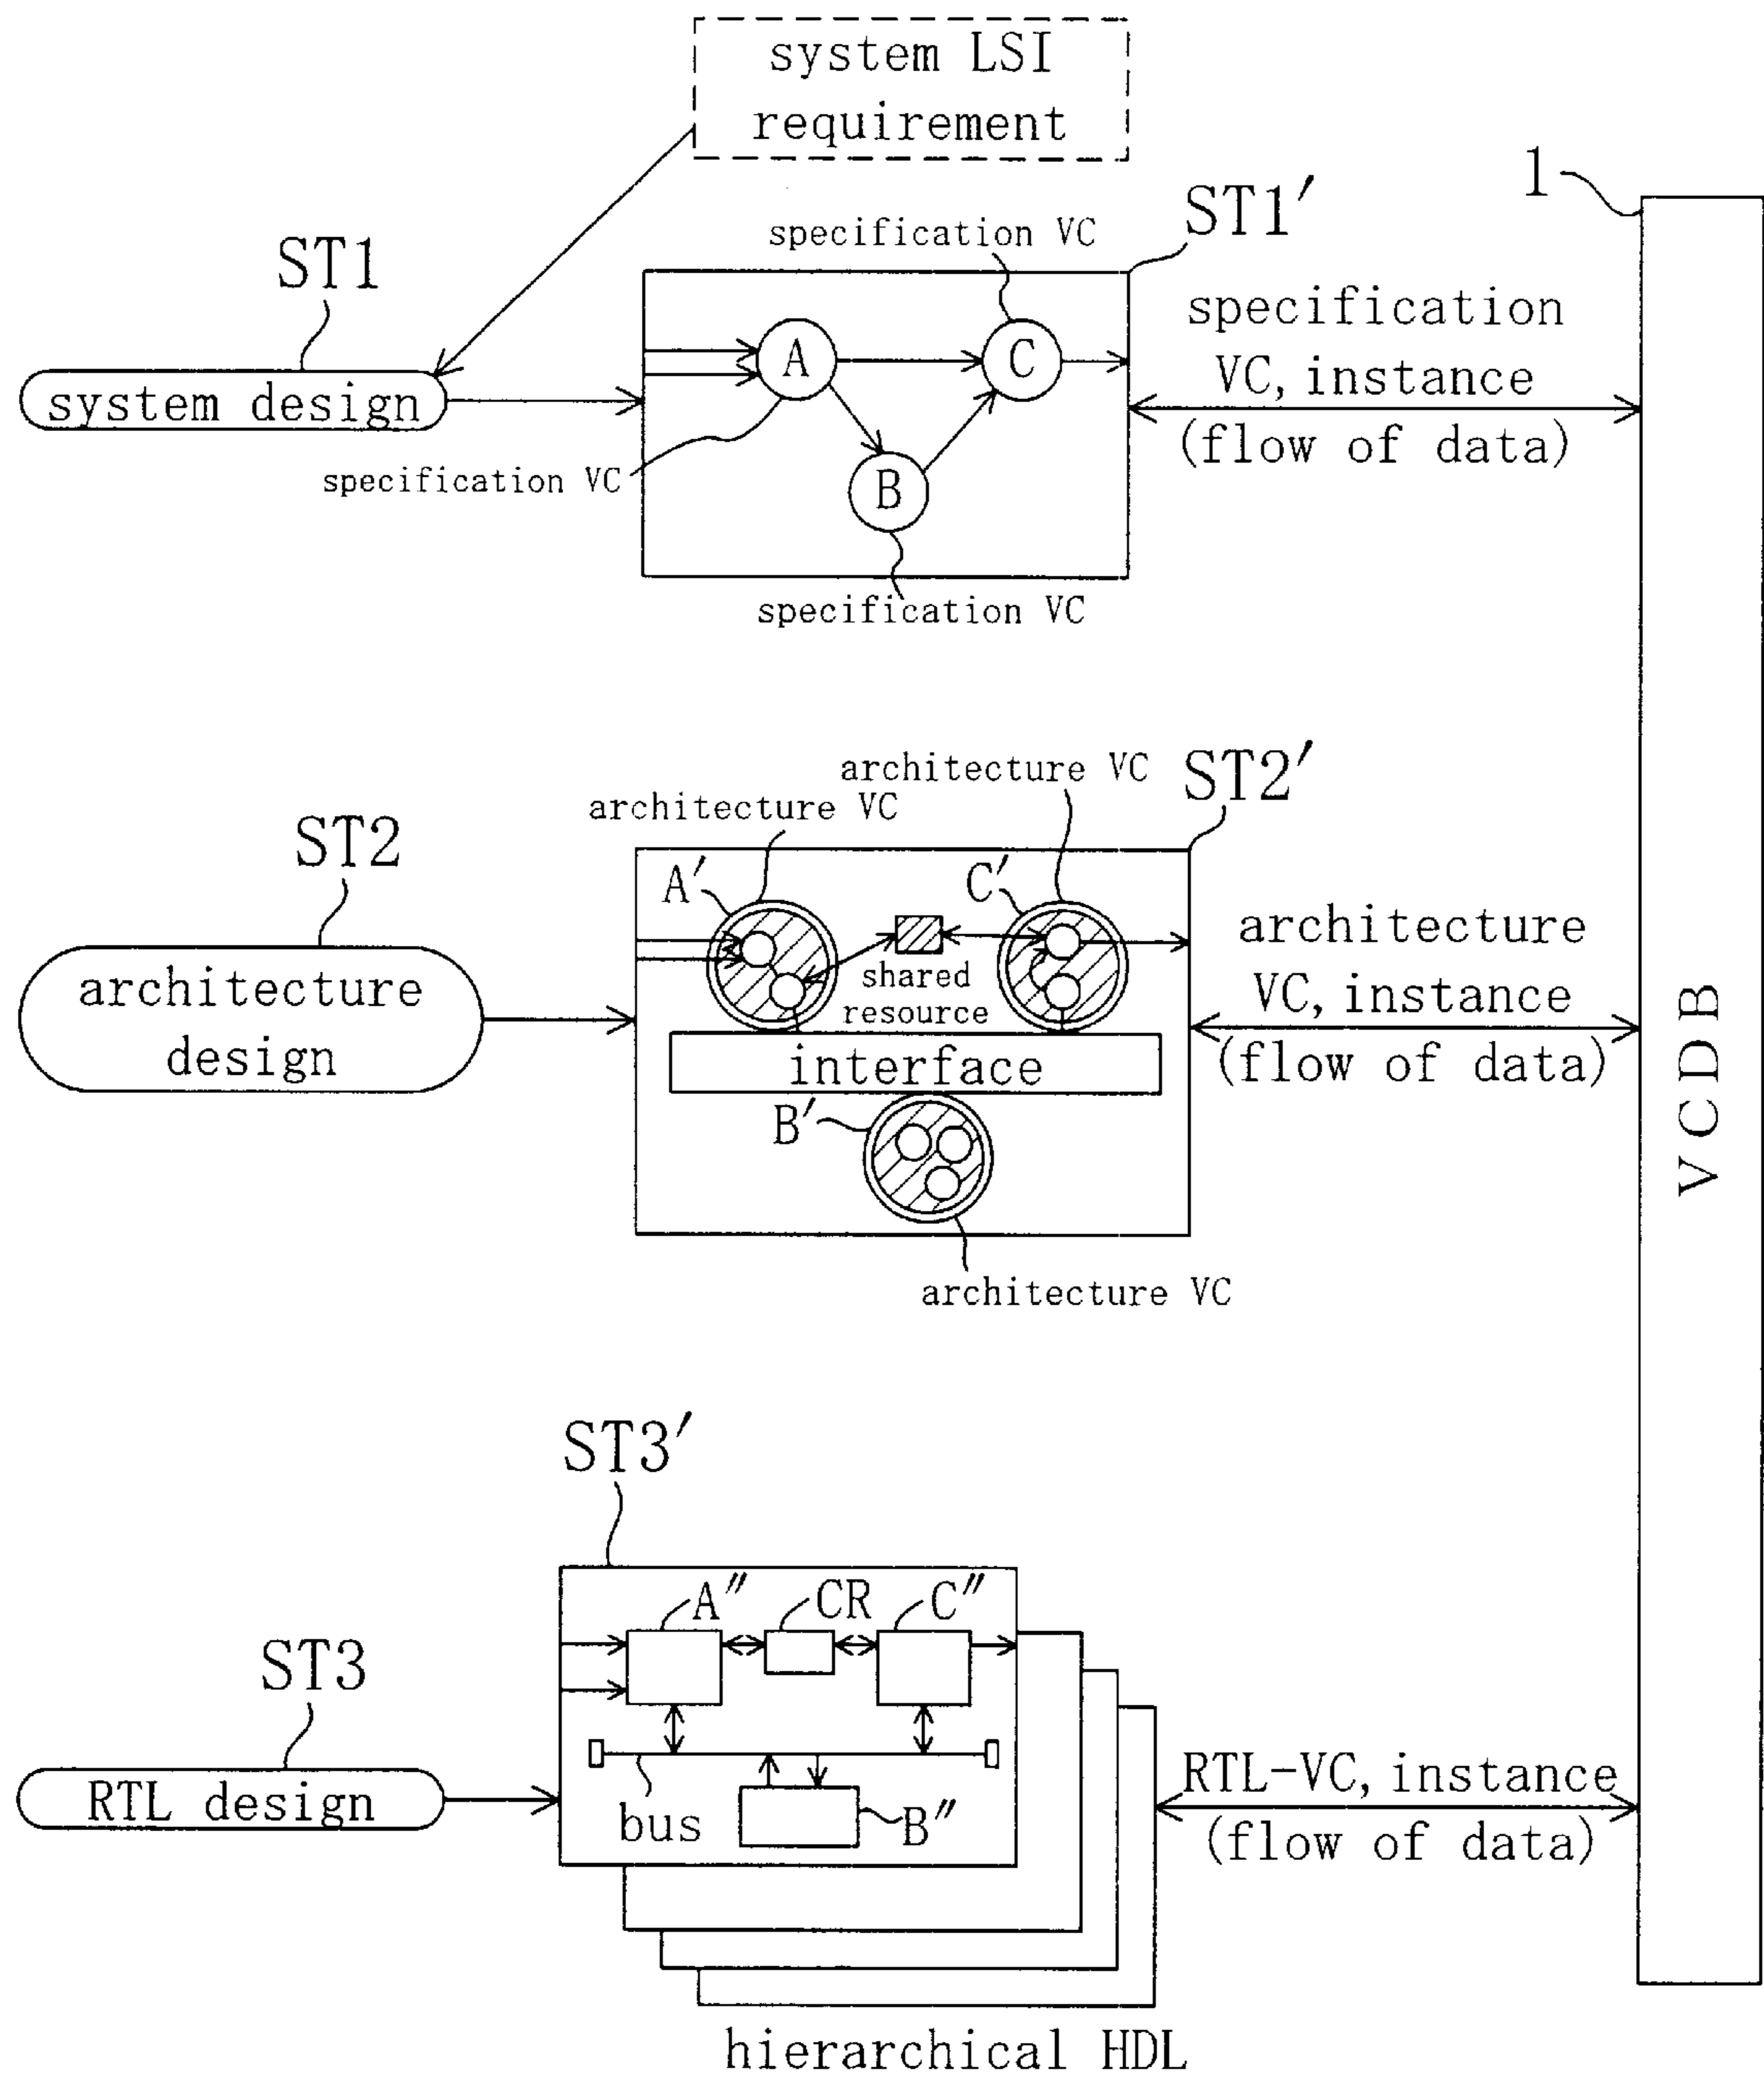 system LSI
requirement
1
ST1′
specification VC
ST1
specification
VC, instance
(flow of data)
system design
A
C
B
specification VC
specification VC
architecture VC
ST2′
architecture VC
ST2
A′
C′
architecture
VC, instance
(flow of data)
shared
resource
architecture
design
interface
B′
VCDB
architecture VC
ST3′
A″
CR
C″
ST3
RTL design
bus
B″
RTL-VC, instance
(flow of data)
hierarchical HDL